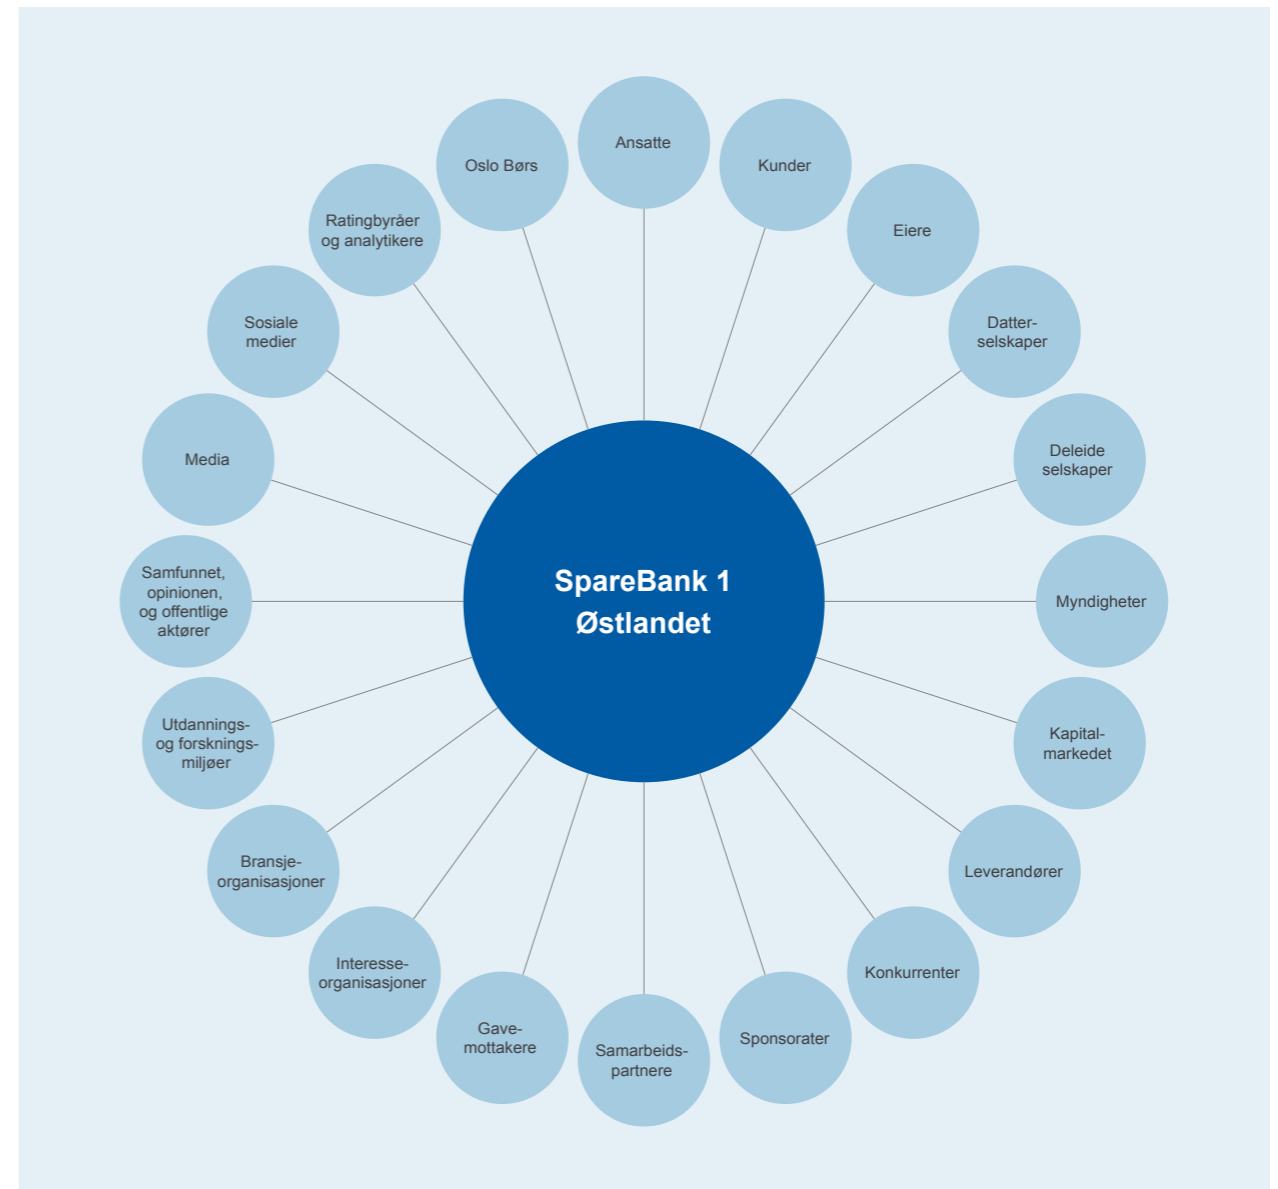 Ansatte
Kunder
Eiere
Datter-
selskaper
Deleide
selskaper
Myndigheter
Kapital-
markedet
Leverandører
Konkurrenter
Sponsorater
Samarbeids-
partnere
Gave-
mottakere
Interesse-
organisasjoner
Bransje-
organisasjoner
Utdannings-
og forsknings-
miljøer
Samfunnet,
opinionen,
og offentlige
aktører
Media
Sosiale
medier
Ratingbyråer
og analytikere
Oslo Børs
SpareBank 1
Østlandet